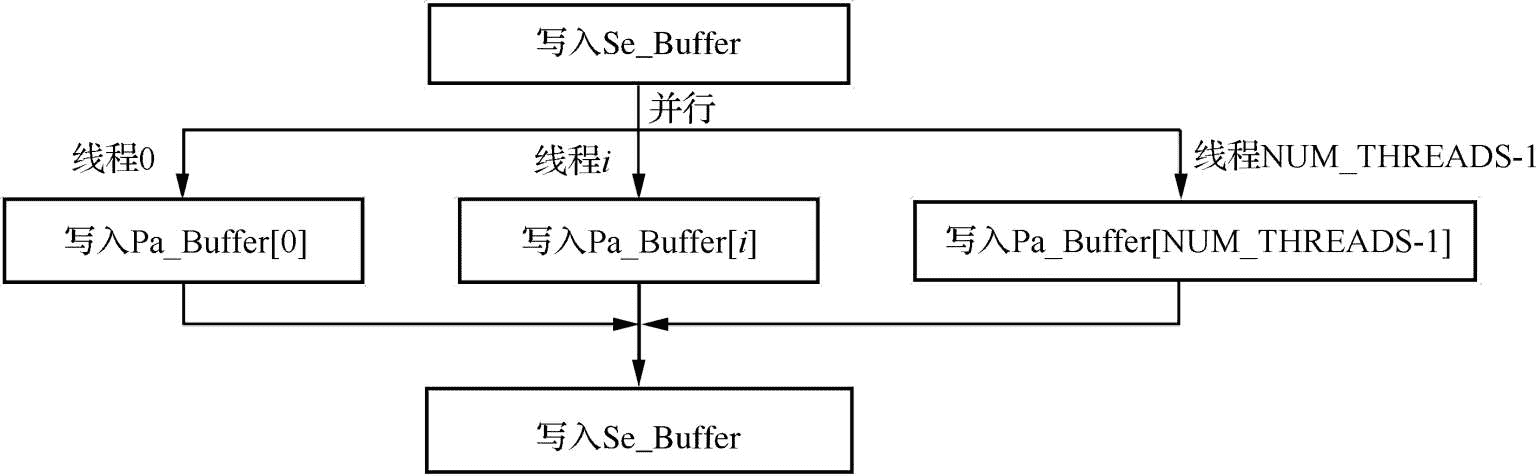 写入Se_Buffer
并行
线程0
线程i
线程NUM_THREADS-1
写入Pa_Buffer[0]
写入Pa_Buffer[i]
写入Pa_Buffer[NUM_THREADS-1]
写入Se_Buffer